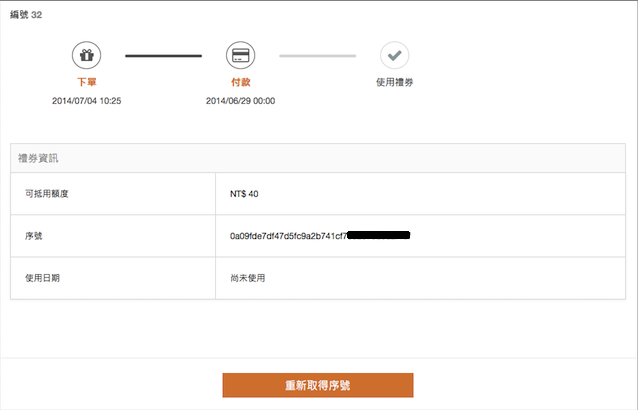 編號 32
下單 付款 使用禮券
2014/07/04 10:25 2014/06/29 00:00
禮券資訊
可抵用額度 NT$ 40
序號 0a09fde7df47d5fc9a2b741cf7
使用日期 尚未使用
重新取得序號